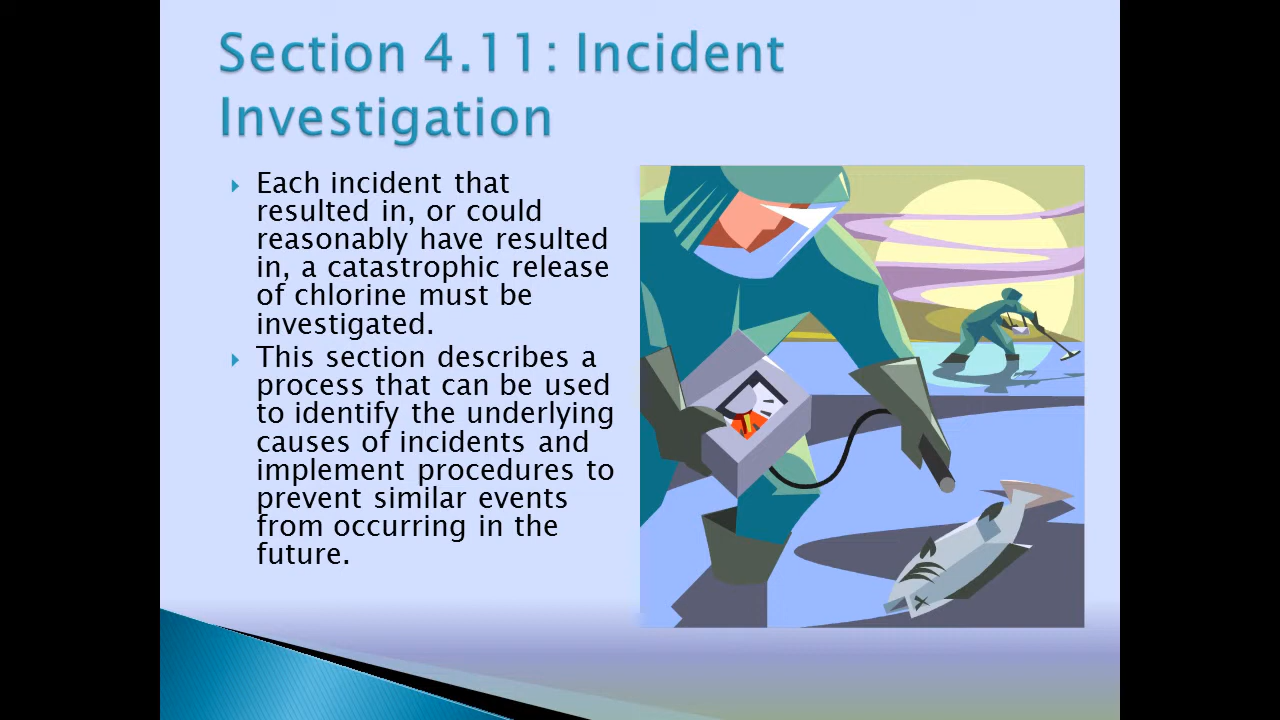 Section 4.11: Incident
Investigation
Each incident that
resulted in, or could
reasonably have resulted
in, a catastrophic release
of chlorine must be
investigated.
This section describes a
process that can be used
to identify the underlying
causes of incidents and
implement procedures to
prevent similar events
from occurring in the
future.